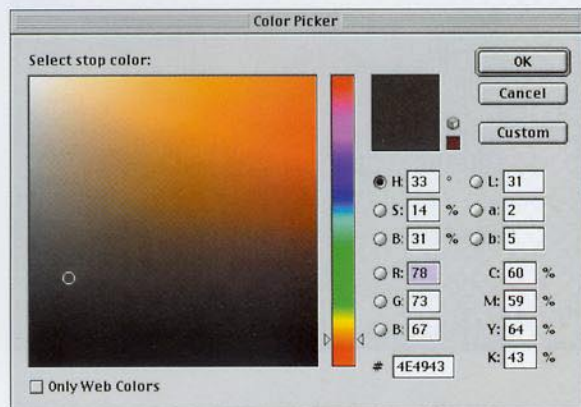 Color Picker
Select stop color:
OK
Cancel
Custom
H: 33 °
S: 14 %
B: 31 %
L: 31
a: 2
b: 5
R: 78
G: 73
B: 67
# 4E4943
C: 60 %
M: 59 %
Y: 64 %
K: 43 %
Only Web Colors